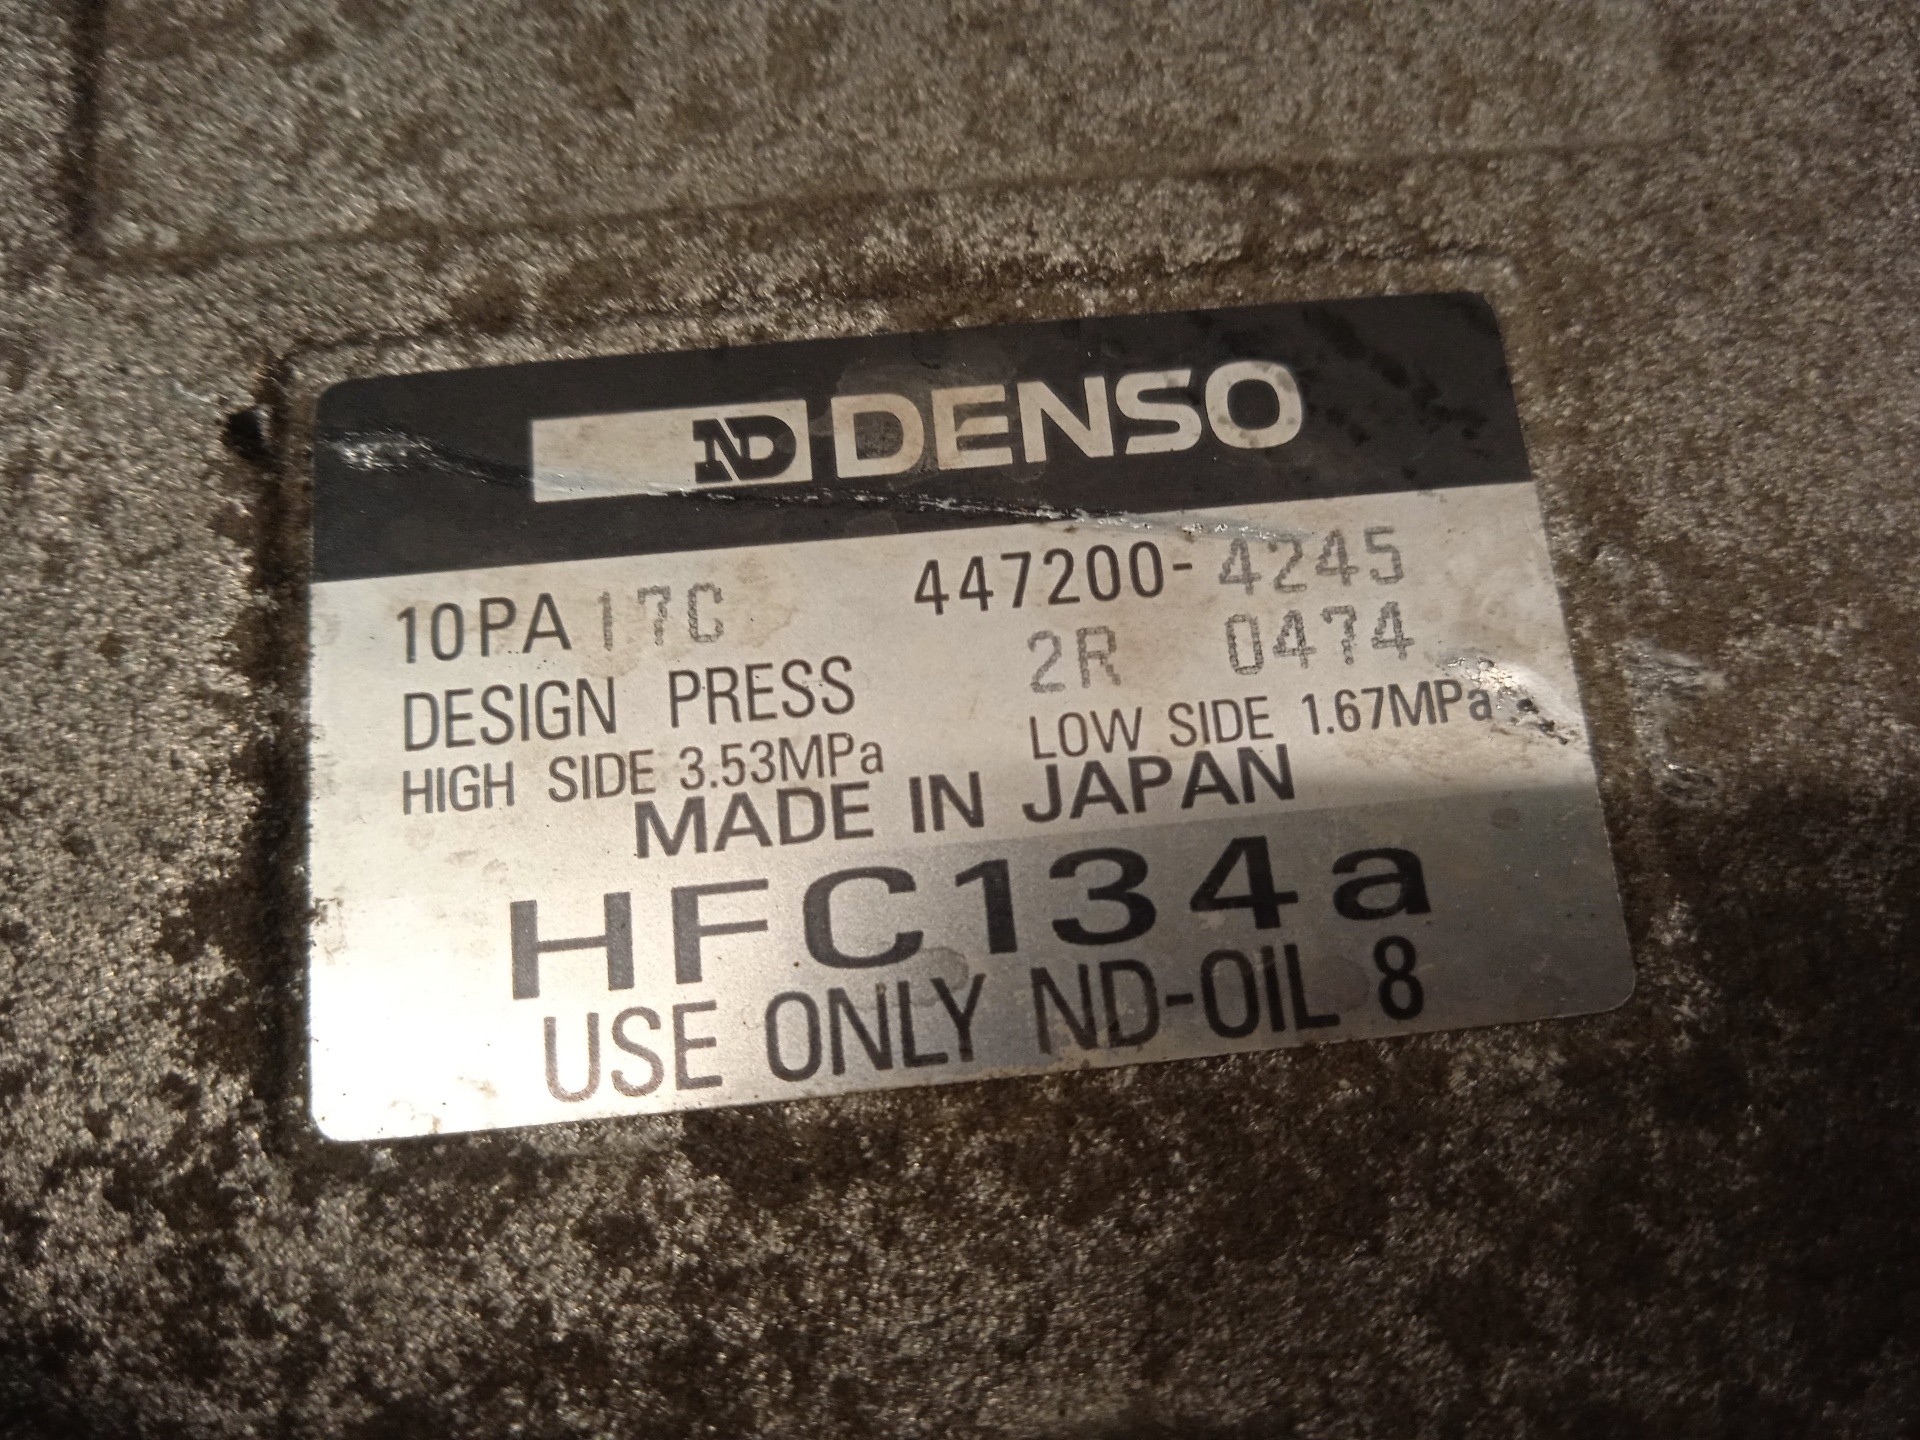 ND DENSO
10PA17C 447200-4245
2R 0474
DESIGN PRESS
HIGH SIDE 3.53MPa LOW SIDE 1.67MPa
MADE IN JAPAN
HFC134a
USE ONLY ND-OIL 8